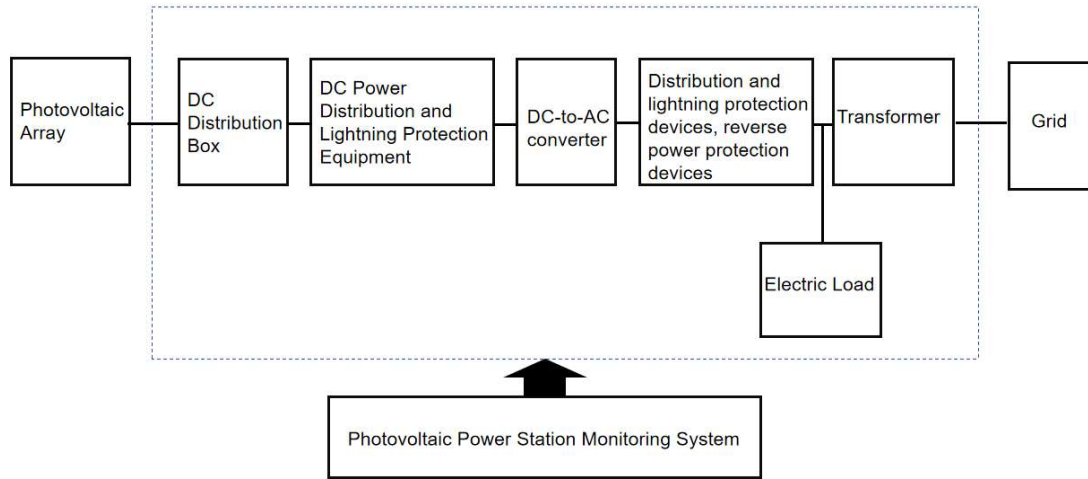 Photovoltaic
Array
DC
Distribution
Box
DC Power
Distribution and
Lightning Protection
Equipment
DC-to-AC
converter
Distribution and
lightning protection
devices, reverse
power protection
devices
Transformer
Grid
Electric Load
Photovoltaic Power Station Monitoring System